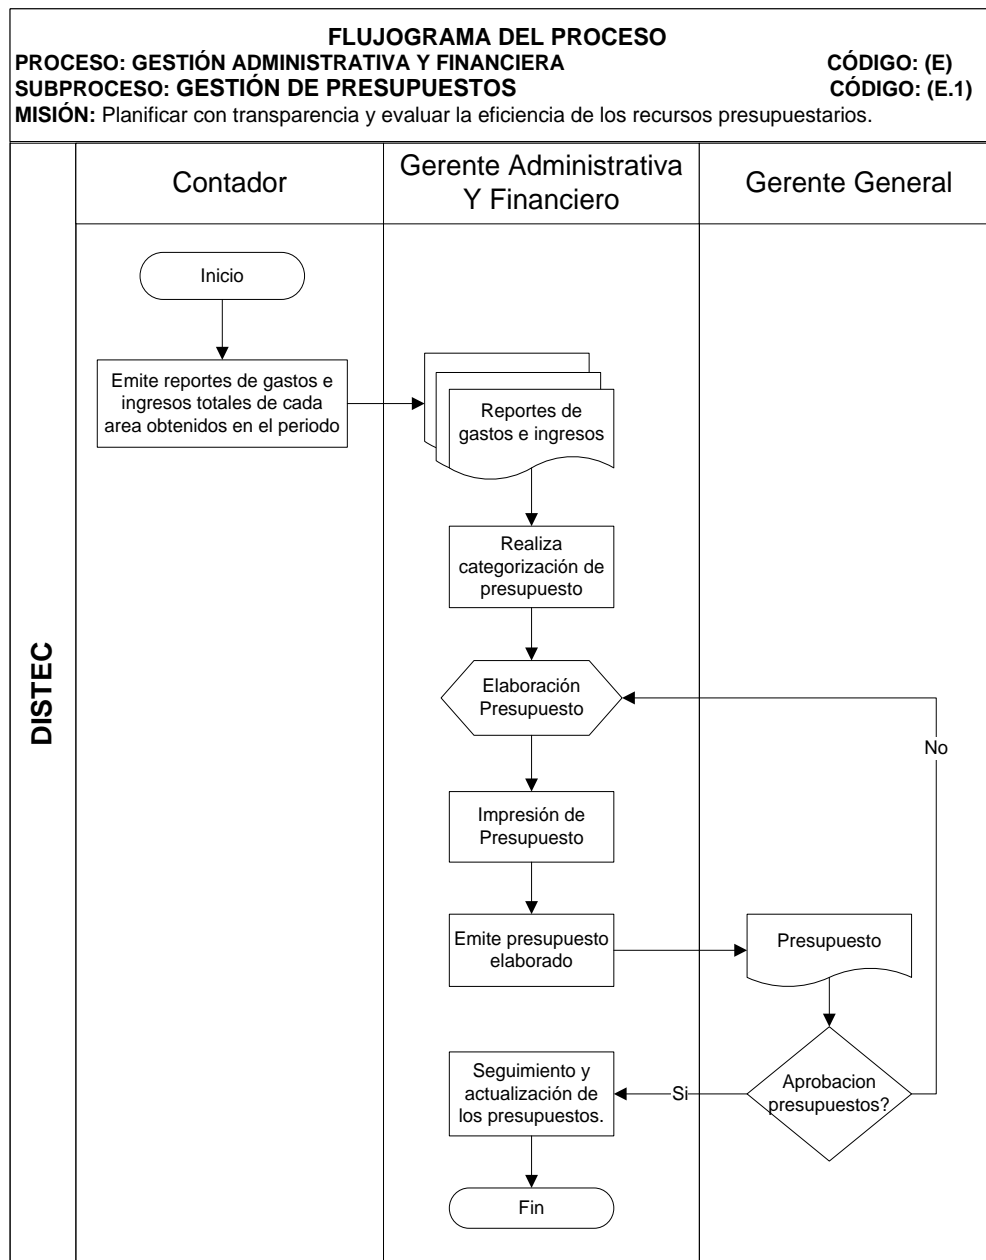 FLUJOGRAMA DEL PROCESO
PROCESO: GESTIÓN ADMINISTRATIVA Y FINANCIERA CÓDIGO: (E)
SUBPROCESO: GESTIÓN DE PRESUPUESTOS CÓDIGO: (E.1)
MISIÓN: Planificar con transparencia y evaluar la eficiencia de los recursos presupuestarios.
DISTEC
Contador
Gerente Administrativa
Y Financiero
Gerente General
Inicio
Emite reportes de gastos e
ingresos totales de cada
area obtenidos en el periodo
Reportes de
gastos e ingresos
Realiza
categorización de
presupuesto
Elaboración
Presupuesto
No
Impresión de
Presupuesto
Emite presupuesto
elaborado
Presupuesto
Aprobacion
presupuestos?
Si
Seguimiento y
actualización de
los presupuestos.
Fin